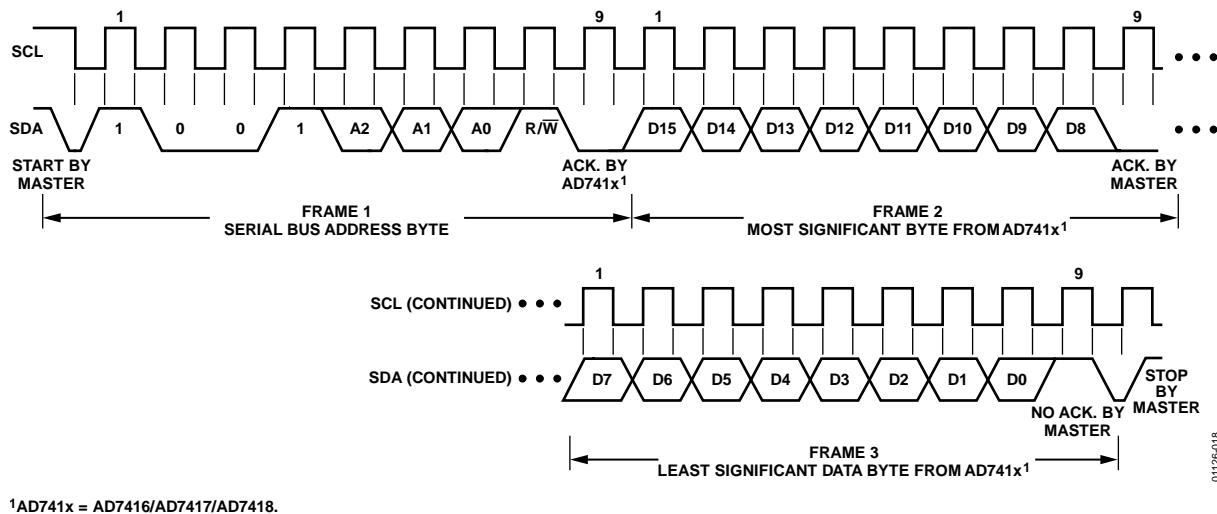 1 9 1 9
SCL
SDA 1 0 0 1 A2 A1 A0 R/W̅ D15 D14 D13 D12 D11 D10 D9 D8
START BY
MASTER
ACK. BY
AD741x¹
ACK. BY
MASTER
FRAME 1
SERIAL BUS ADDRESS BYTE
FRAME 2
MOST SIGNIFICANT BYTE FROM AD741x¹
1 9
SCL (CONTINUED)
SDA (CONTINUED) D7 D6 D5 D4 D3 D2 D1 D0
NO ACK. BY
MASTER
STOP
BY
MASTER
FRAME 3
LEAST SIGNIFICANT DATA BYTE FROM AD741x¹
01126-018
¹AD741x = AD7416/AD7417/AD7418.